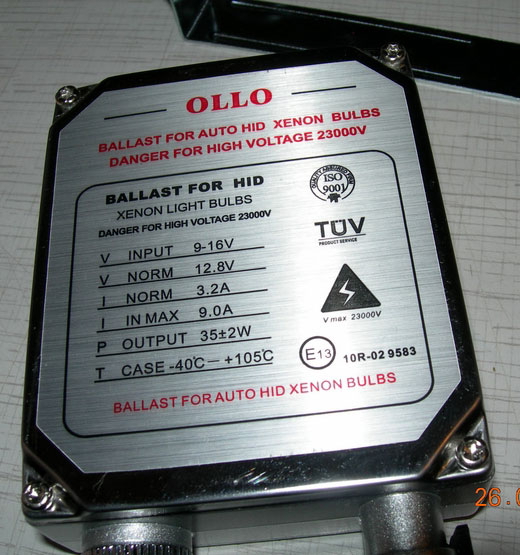 OLLO
BALLAST FOR AUTO HID XENON BULBS
DANGER FOR HIGH VOLTAGE 23000V
BALLAST FOR HID
XENON LIGHT BULBS
DANGER FOR HIGH VOLTAGE 23000V
V INPUT 9-16V
V NORM 12.8V
I NORM 3.2A
I IN MAX 9.0A
P OUTPUT 35±2W
T CASE -40℃ — +105℃
QUALITY ASSURED FIRM
ISO
9001
TÜV
PRODUCT SERVICE
V max 23000V
E13 10R-02 9583
BALLAST FOR AUTO HID XENON BULBS
26.0